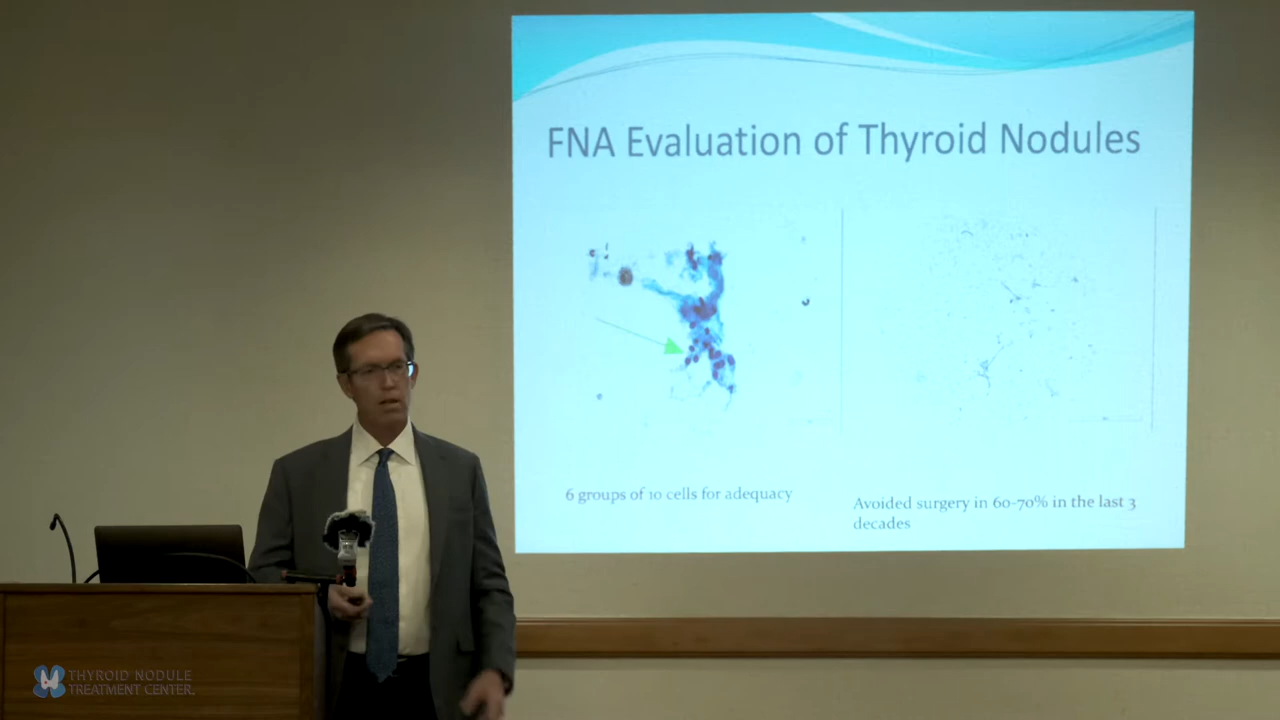 FNA Evaluation of Thyroid Nodules
6 groups of 10 cells for adequacy
Avoided surgery in 60-70% in the last 3
decades
THYROID NODULE
TREATMENT CENTER